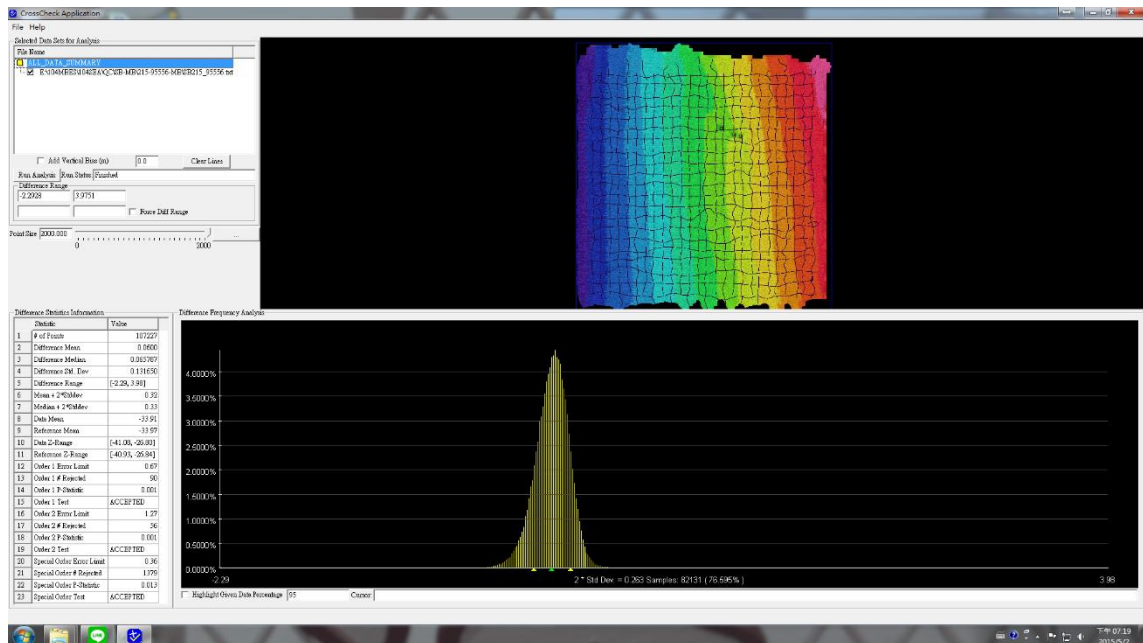 CrossCheck Application
File Help
Selected Data Sets for Analysis
File Name
ALL_DATA_SUMMARY
Add Vertical Bias (m) 0.0 Clear Lines
Run Analysis Run Status: Finished
Difference Range
-2.2928 3.9751
Force Diff Range
Point Size 2000.000 ...
0 2000
Difference Statistics Information
Statistic Value
1 # of Points 107227
2 Difference Mean 0.0600
3 Difference Median
4 Difference Std. Dev 0.131650
5 Difference Range [-2.29, 3.98]
6 Mean + 2*Stddev 0.32
7 Median + 2*Stddev 0.33
8 Data Mean -33.91
9 Reference Mean -33.97
10 Data Z-Range
11 Reference Z-Range [-40.93, -26.84]
12 Order 1 Error Limit 0.67
13 Order 1 # Rejected 90
14 Order 1 P-Statistic 0.001
15 Order 1 Test ACCEPTED
16 Order 2 Error Limit 1.27
17 Order 2 # Rejected 36
18 Order 2 P-Statistic 0.001
19 Order 2 Test ACCEPTED
20 Special Order Error Limit 0.36
21 Special Order # Rejected 1379
22 Special Order P-Statistic 0.013
23 Special Order Test ACCEPTED
Difference Frequency Analysis
4.0000%
3.5000%
3.0000%
2.5000%
2.0000%
1.5000%
1.0000%
0.5000%
0.0000%
-2.29 2 * Std Dev = 0.263 Samples: 82131 (76.595%) 3.98
Highlight Given Data Percentage 95 Cursor
下午 07:19